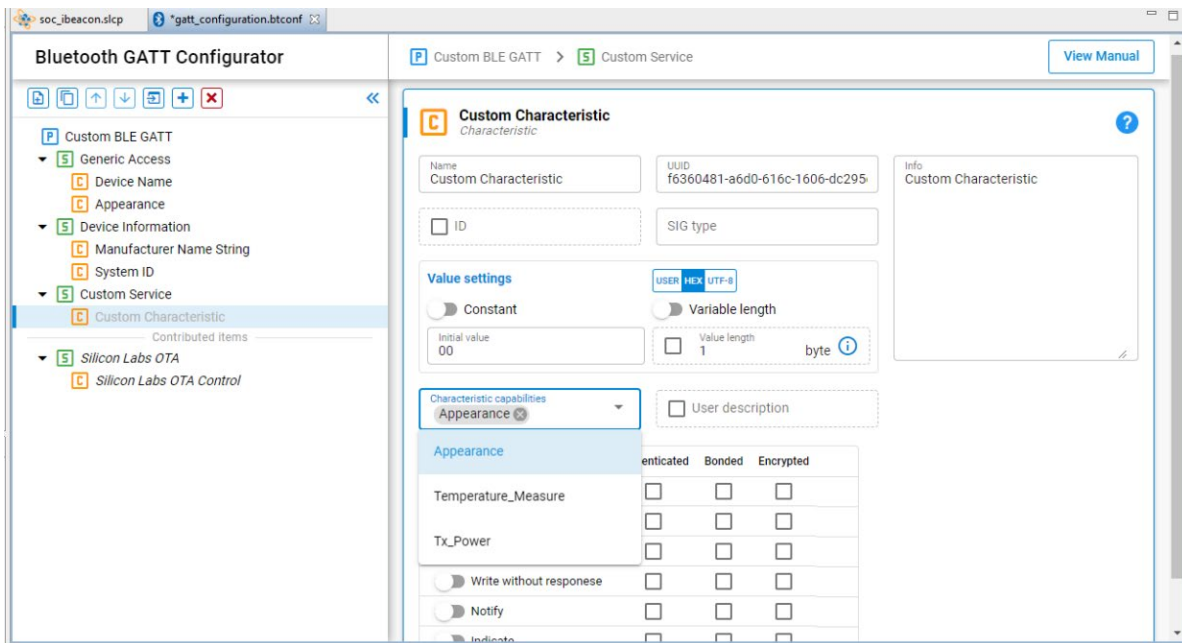 soc_ibeacon.slcp
*gatt_configuration.btconf
Bluetooth GATT Configurator
P Custom BLE GATT > S Custom Service
View Manual
P Custom BLE GATT
S Generic Access
C Device Name
C Appearance
S Device Information
C Manufacturer Name String
C System ID
S Custom Service
C Custom Characteristic
Contributed items
S Silicon Labs OTA
C Silicon Labs OTA Control
C Custom Characteristic
Characteristic
?
Name
Custom Characteristic
UUID
f6360481-a6d0-616c-1606-dc295
Info
Custom Characteristic
ID
SIG type
Value settings
USER HEX UTF-8
Constant
Variable length
Initial value
00
Value length
1
byte
Characteristic capabilities
Appearance
User description
Appearance
Temperature_Measure
Tx_Power
enticated Bonded Encrypted
Write without responese
Notify
Indicate